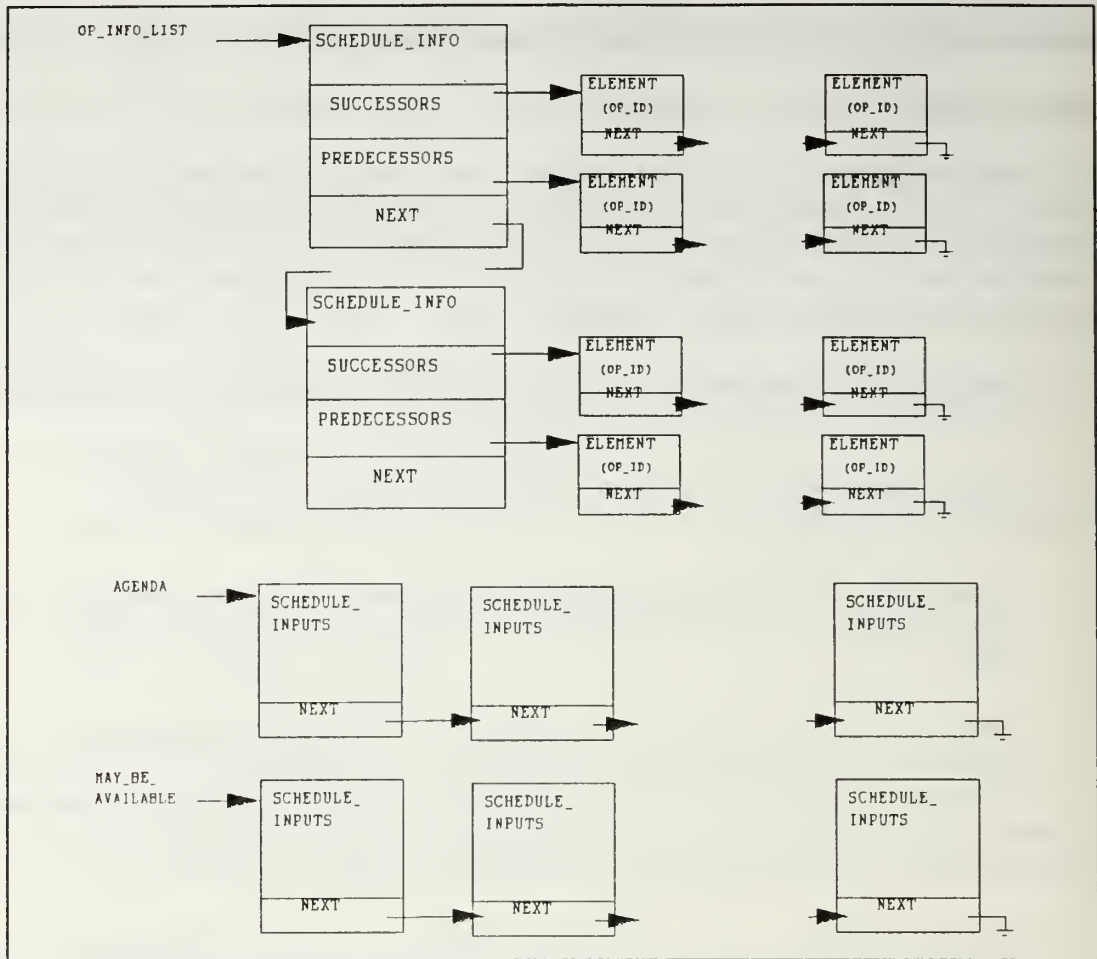 OP_INFO_LIST
SCHEDULE_INFO
SUCCESSORS
PREDECESSORS
NEXT
ELEMENT
(OP_ID)
NEXT
ELEMENT
(OP_ID)
NEXT
ELEMENT
(OP_ID)
NEXT
ELEMENT
(OP_ID)
NEXT
SCHEDULE_INFO
SUCCESSORS
PREDECESSORS
NEXT
ELEMENT
(OP_ID)
NEXT
ELEMENT
(OP_ID)
NEXT
ELEMENT
(OP_ID)
NEXT
ELEMENT
(OP_ID)
NEXT
AGENDA
SCHEDULE_
INPUTS
NEXT
SCHEDULE_
INPUTS
NEXT
SCHEDULE_
INPUTS
NEXT
MAY_BE_
AVAILABLE
SCHEDULE_
INPUTS
NEXT
SCHEDULE_
INPUTS
NEXT
SCHEDULE_
INPUTS
NEXT